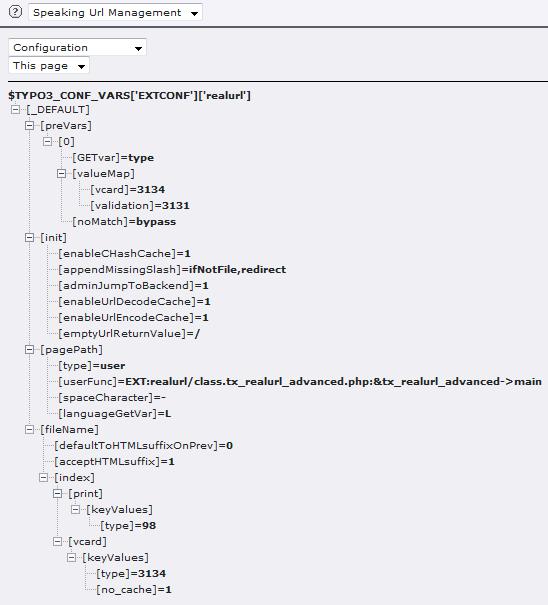 ? Speaking Url Management
Configuration
This page
$TYPO3_CONF_VARS['EXTCONF']['realurl']
[_DEFAULT]
[preVars]
[0]
[GETvar]=type
[valueMap]
[vcard]=3134
[validation]=3131
[noMatch]=bypass
[init]
[enableCHashCache]=1
[appendMissingSlash]=ifNotFile,redirect
[adminJumpToBackend]=1
[enableUrlDecodeCache]=1
[enableUrlEncodeCache]=1
[emptyUrlReturnValue]=/
[pagePath]
[type]=user
[userFunc]=EXT:realurl/class.tx_realurl_advanced.php:&tx_realurl_advanced->main
[spaceCharacter]=-
[languageGetVar]=L
[fileName]
[defaultToHTMLsuffixOnPrev]=0
[acceptHTMLsuffix]=1
[index]
[print]
[keyValues]
[type]=98
[vcard]
[keyValues]
[type]=3134
[no_cache]=1